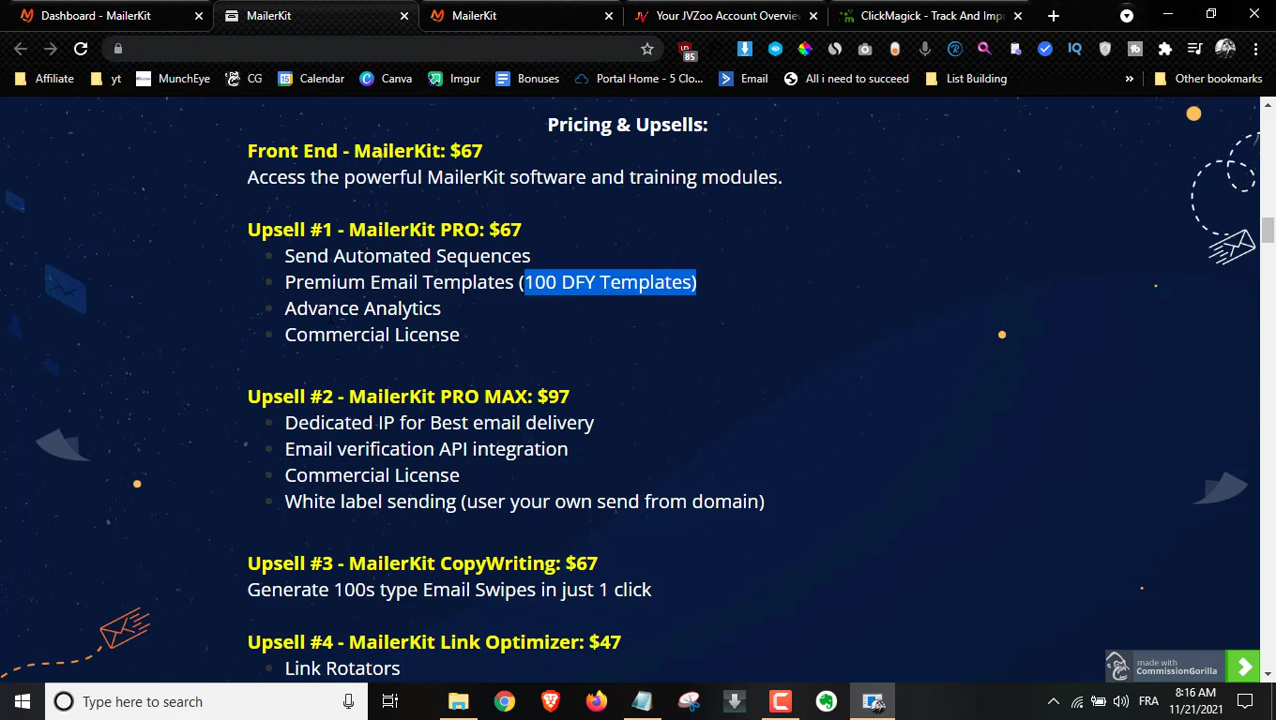 Dashboard - MailerKit
MailerKit
MailerKit
Your JVZoo Account Overvie
ClickMagick - Track And Imp
85
Affiliate
yt
MunchEye
CG
Calendar
Canva
Imgur
Bonuses
Portal Home - 5 Clo...
Email
All i need to succeed
List Building
»
Other bookmarks
Pricing & Upsells:
Front End - MailerKit: $67
Access the powerful MailerKit software and training modules.
Upsell #1 - MailerKit PRO: $67
Send Automated Sequences
Premium Email Templates (100 DFY Templates)
Advance Analytics
Commercial License
Upsell #2 - MailerKit PRO MAX: $97
Dedicated IP for Best email delivery
Email verification API integration
Commercial License
White label sending (user your own send from domain)
Upsell #3 - MailerKit CopyWriting: $67
Generate 100s type Email Swipes in just 1 click
Upsell #4 - MailerKit Link Optimizer: $47
Link Rotators
made with
CommissionGorilla
Type here to search
FRA
8:16 AM
11/21/2021